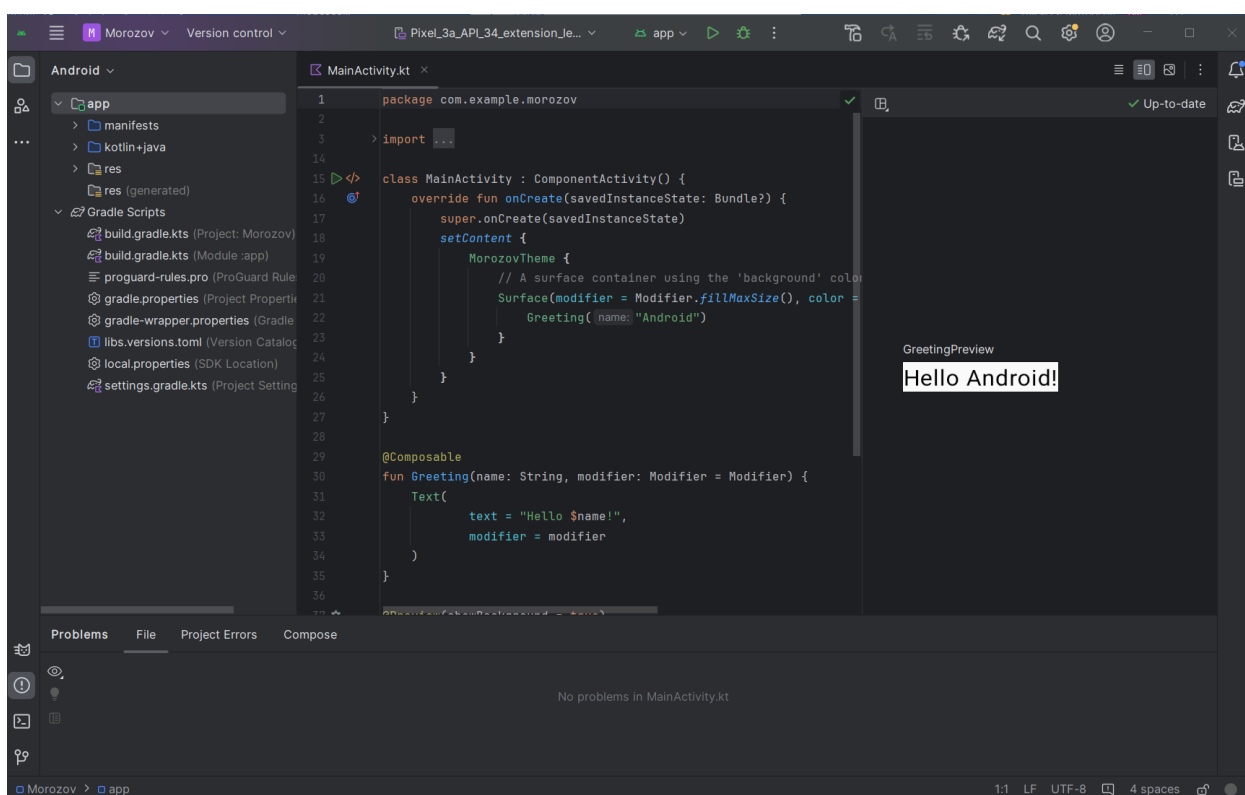 M Morozov Version control Pixel_3a_API_34_extension_le... app
Android
app
manifests
kotlin+java
res
res (generated)
Gradle Scripts
build.gradle.kts (Project: Morozov)
build.gradle.kts (Module :app)
proguard-rules.pro (ProGuard Rule
gradle.properties (Project Properti
gradle-wrapper.properties (Gradle
libs.versions.toml (Version Catalog
local.properties (SDK Location)
settings.gradle.kts (Project Setting
MainActivity.kt
1 package com.example.morozov
2
3 import ...
14
15 class MainActivity : ComponentActivity() {
16 override fun onCreate(savedInstanceState: Bundle?) {
17 super.onCreate(savedInstanceState)
18 setContent {
19 MorozovTheme {
20 // A surface container using the 'background' colo
21 Surface(modifier = Modifier.fillMaxSize(), color =
22 Greeting( name: "Android")
23 }
24 }
25 }
26 }
27 }
28
29 @Composable
30 fun Greeting(name: String, modifier: Modifier = Modifier) {
31 Text(
32 text = "Hello $name!",
33 modifier = modifier
34 )
35 }
36
37 @Preview(showBackground = true)
Up-to-date
GreetingPreview
Hello Android!
Problems File Project Errors Compose
No problems in MainActivity.kt
Morozov > app 1:1 LF UTF-8 4 spaces